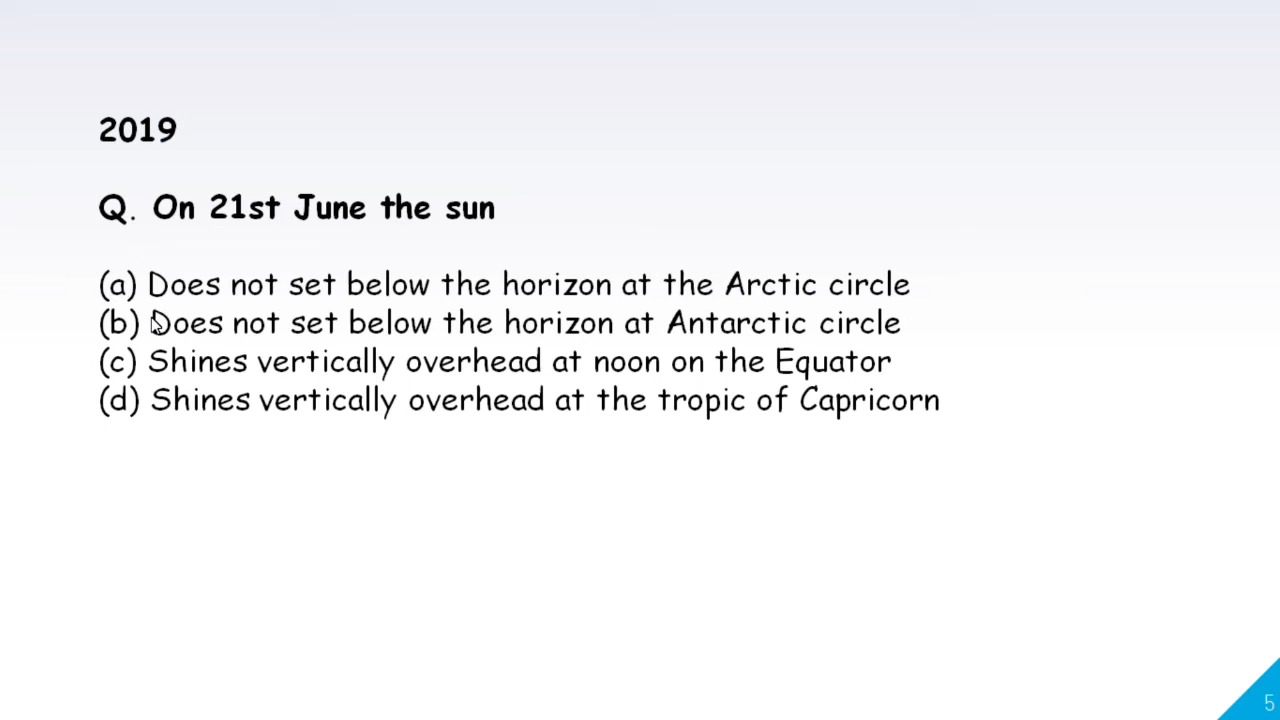 2019
Q. On 21st June the sun
(a) Does not set below the horizon at the Arctic circle
(b) Does not set below the horizon at Antarctic circle
(c) Shines vertically overhead at noon on the Equator
(d) Shines vertically overhead at the tropic of Capricorn
5